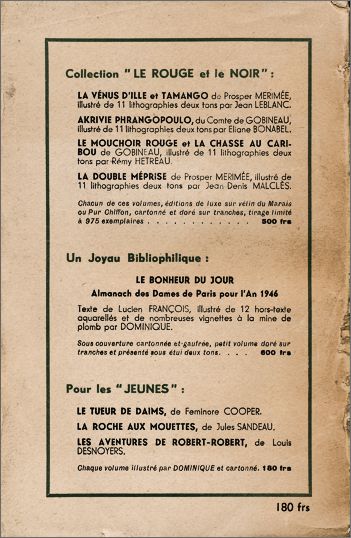 Collection "LE ROUGE et le NOIR" :
LA VÉNUS D'ILLE et TAMANGO de Prosper MERIMÉE,
illustré de 11 lithographies deux tons par Jean LEBLANC.
AKRIVIE PHRANGOPOULO, du Comte de GOBINEAU,
illustré de 11 lithographies deux tons par Eliane BONABEL.
LE MOUCHOIR ROUGE et LA CHASSE AU CARI-
BOU de GOBINEAU, illustré de 11 lithographies deux
tons par Rémy HETREAU.
LA DOUBLE MÉPRISE de Prosper MERIMÉE, illustré de
11 lithographies deux tons par Jean Denis MALCLÈS.
Chacun de ces volumes, éditions de luxe sur vélin du Marais
ou Pur Chiffon, cartonné et doré sur tranches, tirage limité
à 975 exemplaires . . . . . . . . . . . 500 frs
Un Joyau Bibliophilique :
LE BONHEUR DU JOUR
Almanach des Dames de Paris pour l'An 1946
Texte de Lucien FRANÇOIS, illustré de 12 hors-texte
aquarellés et de nombreuses vignettes à la mine de
plomb par DOMINIQUE.
Sous couverture cartonnée et-gaufrée, petit volume doré sur
tranches et présenté sous étui deux tons. . . . . 600 frs
Pour les "JEUNES" :
LE TUEUR DE DAIMS, de Feminore COOPER.
LA ROCHE AUX MOUETTES, de Jules SANDEAU.
LES AVENTURES DE ROBERT-ROBERT, de Louis
DESNOYERS.
Chaque volume illustré par DOMINIQUE et cartonné. 180 frs
180 frs